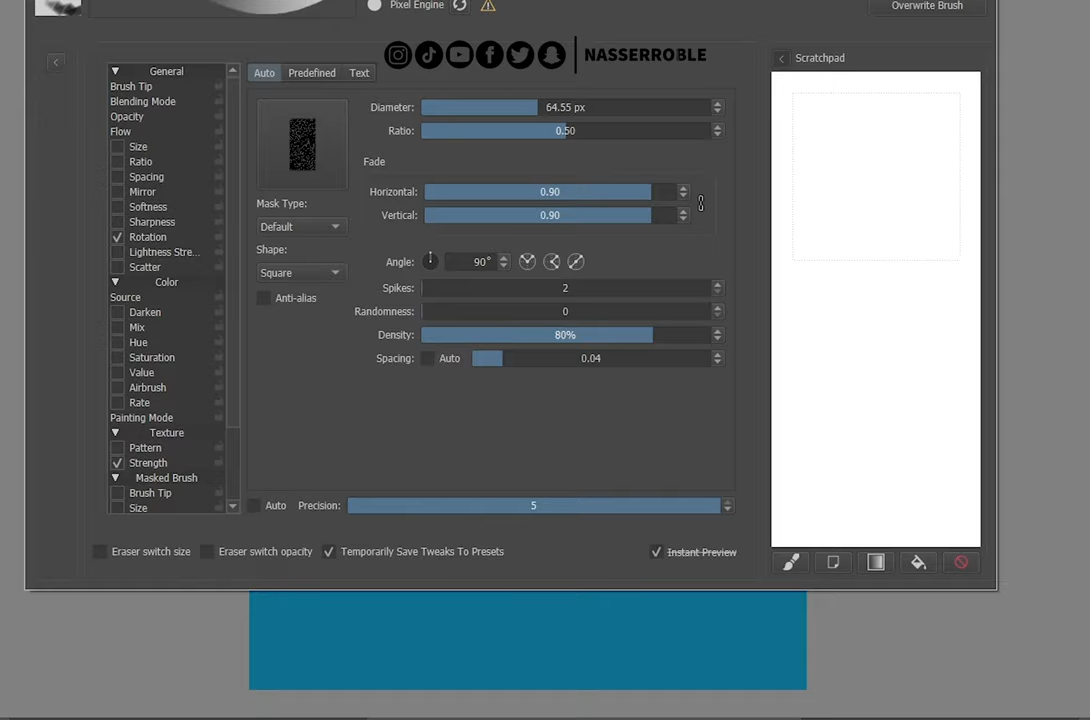 Pixel Engine
Overwrite Brush
NASSERROBLE
Scratchpad
General
Brush Tip
Blending Mode
Opacity
Flow
Size
Ratio
Spacing
Mirror
Softness
Sharpness
Rotation
Lightness Stre...
Scatter
Color
Source
Darken
Mix
Hue
Saturation
Value
Airbrush
Rate
Painting Mode
Texture
Pattern
Strength
Masked Brush
Brush Tip
Size
Auto Predefined Text
Diameter: 64.55 px
Ratio: 0.50
Fade
Horizontal: 0.90
Vertical: 0.90
Mask Type:
Default
Shape:
Square
Anti-alias
Angle: 90°
Spikes: 2
Randomness: 0
Density: 80%
Spacing: Auto 0.04
Auto Precision: 5
Eraser switch size Eraser switch opacity Temporarily Save Tweaks To Presets Instant Preview